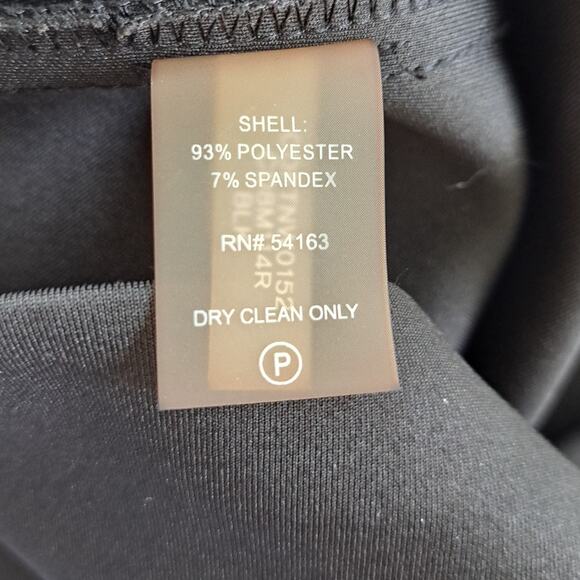 SHELL:
93% POLYESTER
7% SPANDEX
RN# 54163
DRY CLEAN ONLY
P